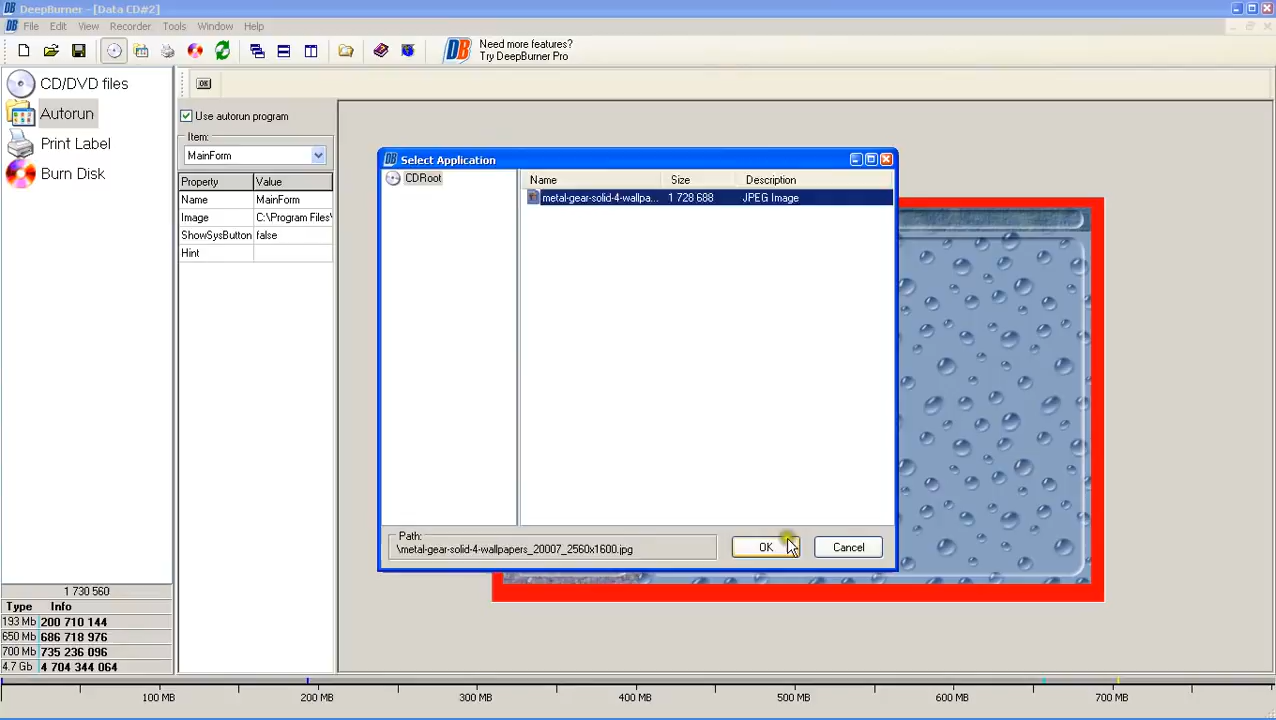 DeepBurner - [Data CD#2]
File Edit View Recorder Tools Window Help
DB Need more features?
Try DeepBurner Pro
CD/DVD files
Autorun
Print Label
Burn Disk
OK
Use autorun program
Item:
MainForm
Property Value
Name MainForm
Image C:\Program Files\
ShowSysButton false
Hint
Select Application
CDRoot
Name Size Description
metal-gear-solid-4-wallpa... 1 728 688 JPEG Image
Path:
\metal-gear-solid-4-wallpapers_20007_2560x1600.jpg
OK Cancel
1 730 560
Type Info
193 Mb 200 710 144
650 Mb 686 718 976
700 Mb 735 236 096
4.7 Gb 4 704 344 064
100 MB 200 MB 300 MB 400 MB 500 MB 600 MB 700 MB